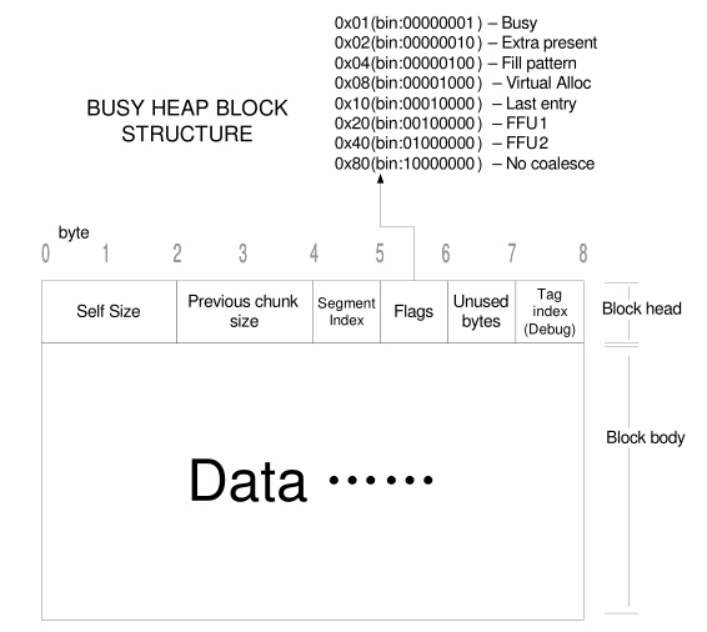 0x01(bin:00000001) – Busy
0x02(bin:00000010) – Extra present
0x04(bin:00000100) – Fill pattern
0x08(bin:00001000) – Virtual Alloc
0x10(bin:00010000) – Last entry
0x20(bin:00100000) – FFU1
0x40(bin:01000000) – FFU2
0x80(bin:10000000) – No coalesce
BUSY HEAP BLOCK
STRUCTURE
byte
0 1 2 3 4 5 6 7 8
Self Size
Previous chunk
size
Segment
Index
Flags
Unused
bytes
Tag
index
(Debug)
Block head
Data ······
Block body